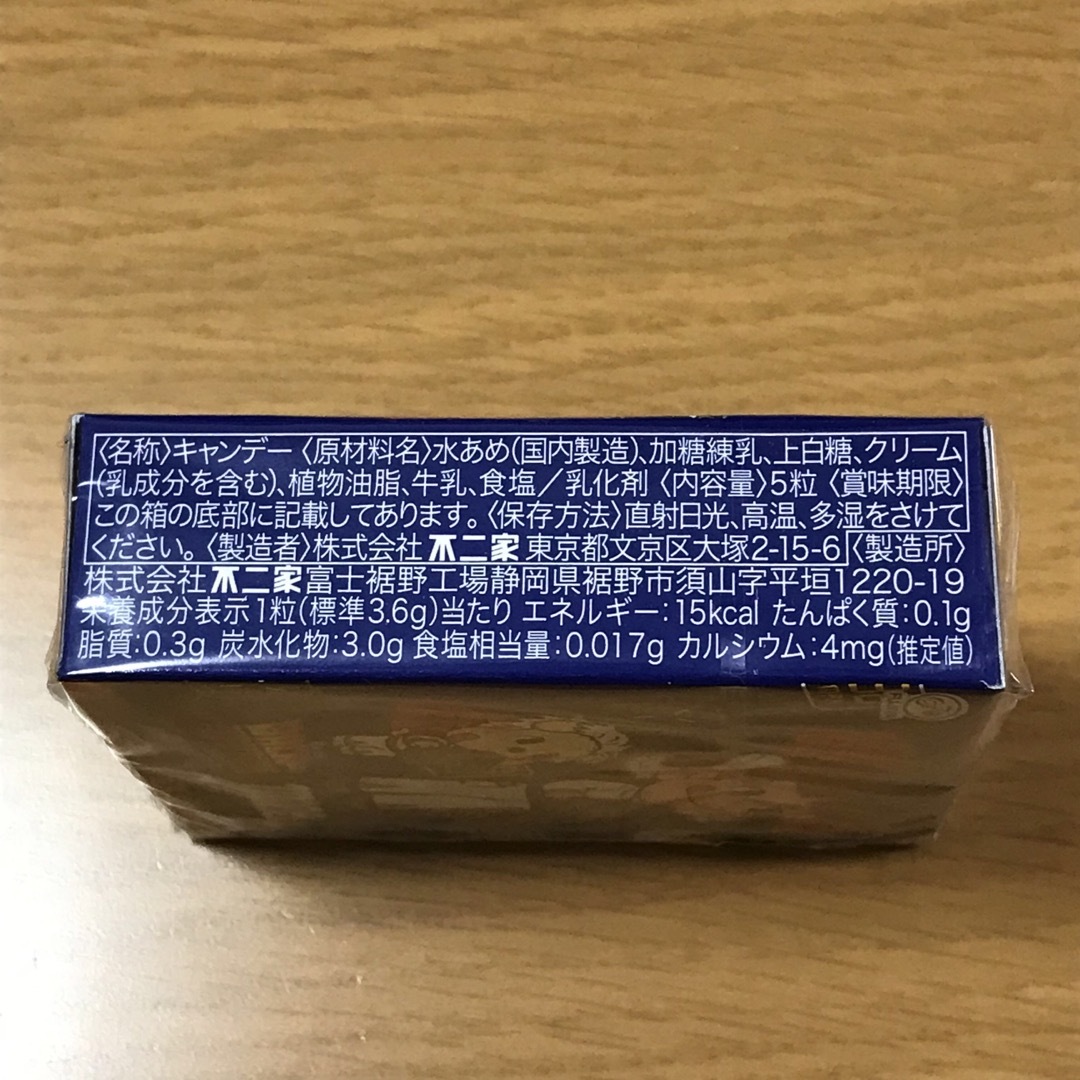 〈名称〉キャンデー〈原材料名〉水あめ(国内製造)、加糖練乳、上白糖、クリーム
(乳成分を含む)、植物油脂、牛乳、食塩／乳化剤〈内容量〉5粒〈賞味期限〉
この箱の底部に記載してあります。〈保存方法〉直射日光、高温、多湿をさけて
ください。〈製造者〉株式会社 不二家 東京都文京区大塚2-15-6〈製造所〉
株式会社 不二家 富士裾野工場静岡県裾野市須山字平垣1220-19
栄養成分表示1粒(標準3.6g)当たり エネルギー:15kcal たんぱく質:0.1g
脂質:0.3g 炭水化物:3.0g 食塩相当量:0.017g カルシウム:4mg(推定値)